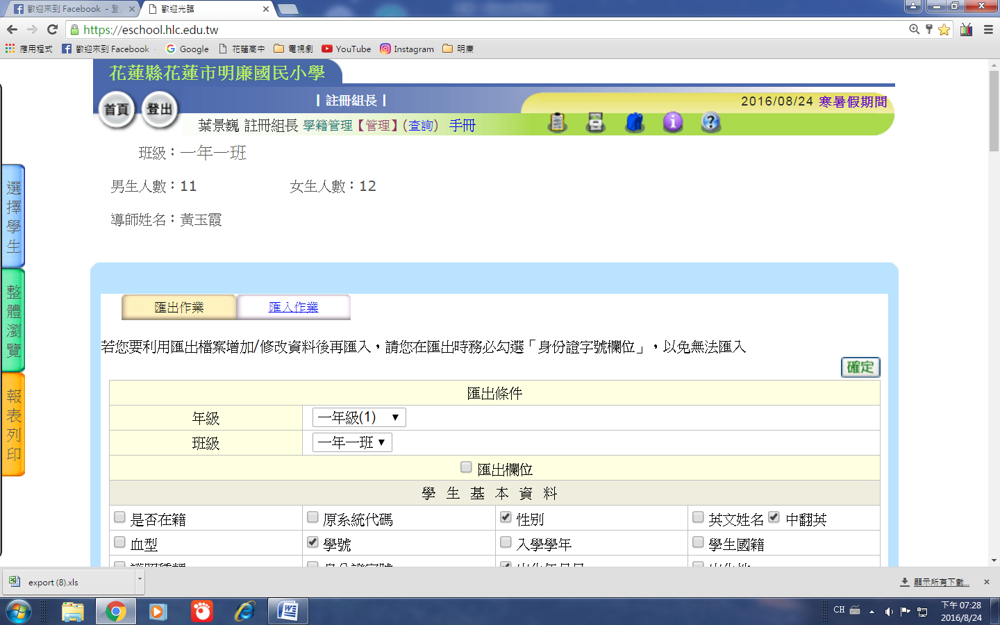 歡迎來到 Facebook - 登
歡迎光臨
https://eschool.hlc.edu.tw
應用程式 歡迎來到 Facebook - Google 花蓮高中 電視劇 YouTube Instagram 明廉
花蓮縣花蓮市明廉國民小學
首頁 登出 | 註冊組長 | 2016/08/24 寒暑假期間
葉景巍 註冊組長 學籍管理【管理】(查詢) 手冊
班級：一年一班
男生人數：11 女生人數：12
導師姓名：黃玉霞
選擇學生
整體瀏覽
報表列印
匯出作業 匯入作業
若您要利用匯出檔案增加/修改資料後再匯入，請您在匯出時務必勾選「身份證字號欄位」，以免無法匯入
確定
匯出條件
年級 一年級(1)
班級 一年一班
匯出欄位
學 生 基 本 資 料
是否在籍 原系統代碼 性別 英文姓名 中翻英
血型 學號 入學學年 學生國籍
export (8).xls 顯示所有下載...
CH 下午 07:28
2016/8/24